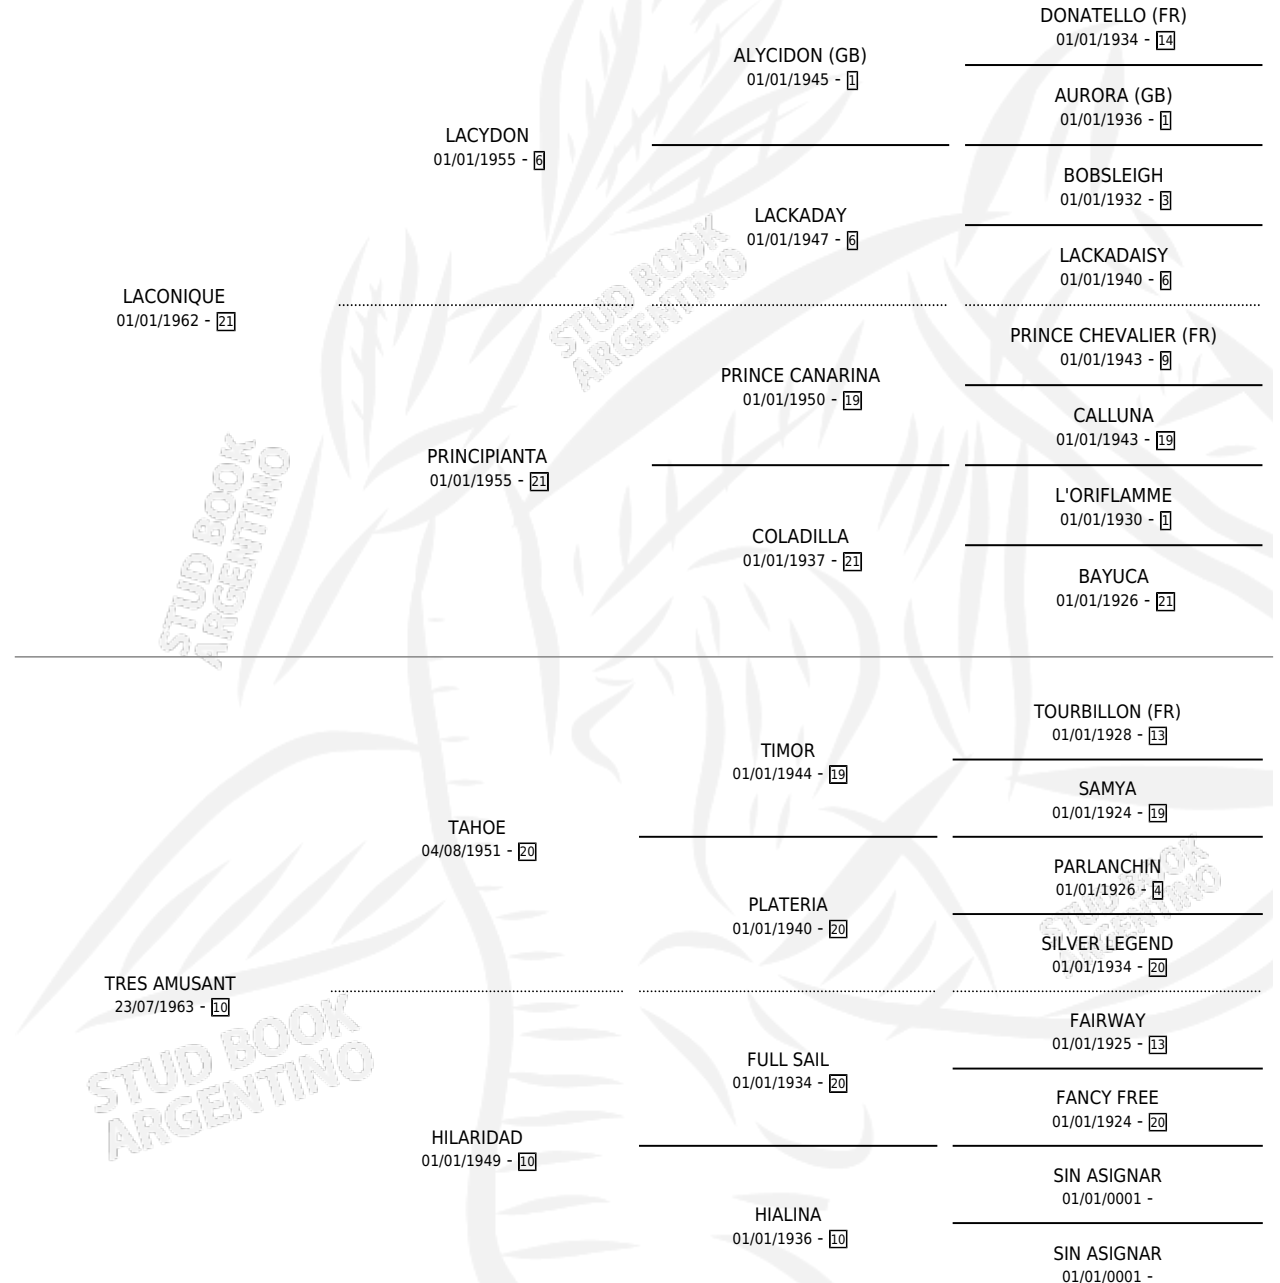 DONATELLO (FR)
01/01/1934 - 14
ALYCIDON (GB)
01/01/1945 - 1
AURORA (GB)
01/01/1936 - 1
LACYDON
01/01/1955 - 6
BOBSLEIGH
01/01/1932 - 3
LACKADAY
01/01/1947 - 6
LACKADAISY
01/01/1940 - 6
LACONIQUE
01/01/1962 - 21
PRINCE CHEVALIER (FR)
01/01/1943 - 9
PRINCE CANARINA
01/01/1950 - 19
CALLUNA
01/01/1943 - 19
PRINCIPIANTA
01/01/1955 - 21
L'ORIFLAMME
01/01/1930 - 1
COLADILLA
01/01/1937 - 21
BAYUCA
01/01/1926 - 21
TOURBILLON (FR)
01/01/1928 - 13
TIMOR
01/01/1944 - 19
SAMYA
01/01/1924 - 19
TAHOE
04/08/1951 - 20
PARLANCHIN
01/01/1926 - 4
PLATERIA
01/01/1940 - 20
SILVER LEGEND
01/01/1934 - 20
TRES AMUSANT
23/07/1963 - 10
FAIRWAY
01/01/1925 - 13
FULL SAIL
01/01/1934 - 20
FANCY FREE
01/01/1924 - 20
HILARIDAD
01/01/1949 - 10
SIN ASIGNAR
01/01/0001 -
HIALINA
01/01/1936 - 10
SIN ASIGNAR
01/01/0001 -
STUD BOOK
ARGENTINO
STUD BOOK
ARGENTINO
STUD BOOK
ARGENTINO
STUD BOOK
ARGENTINO